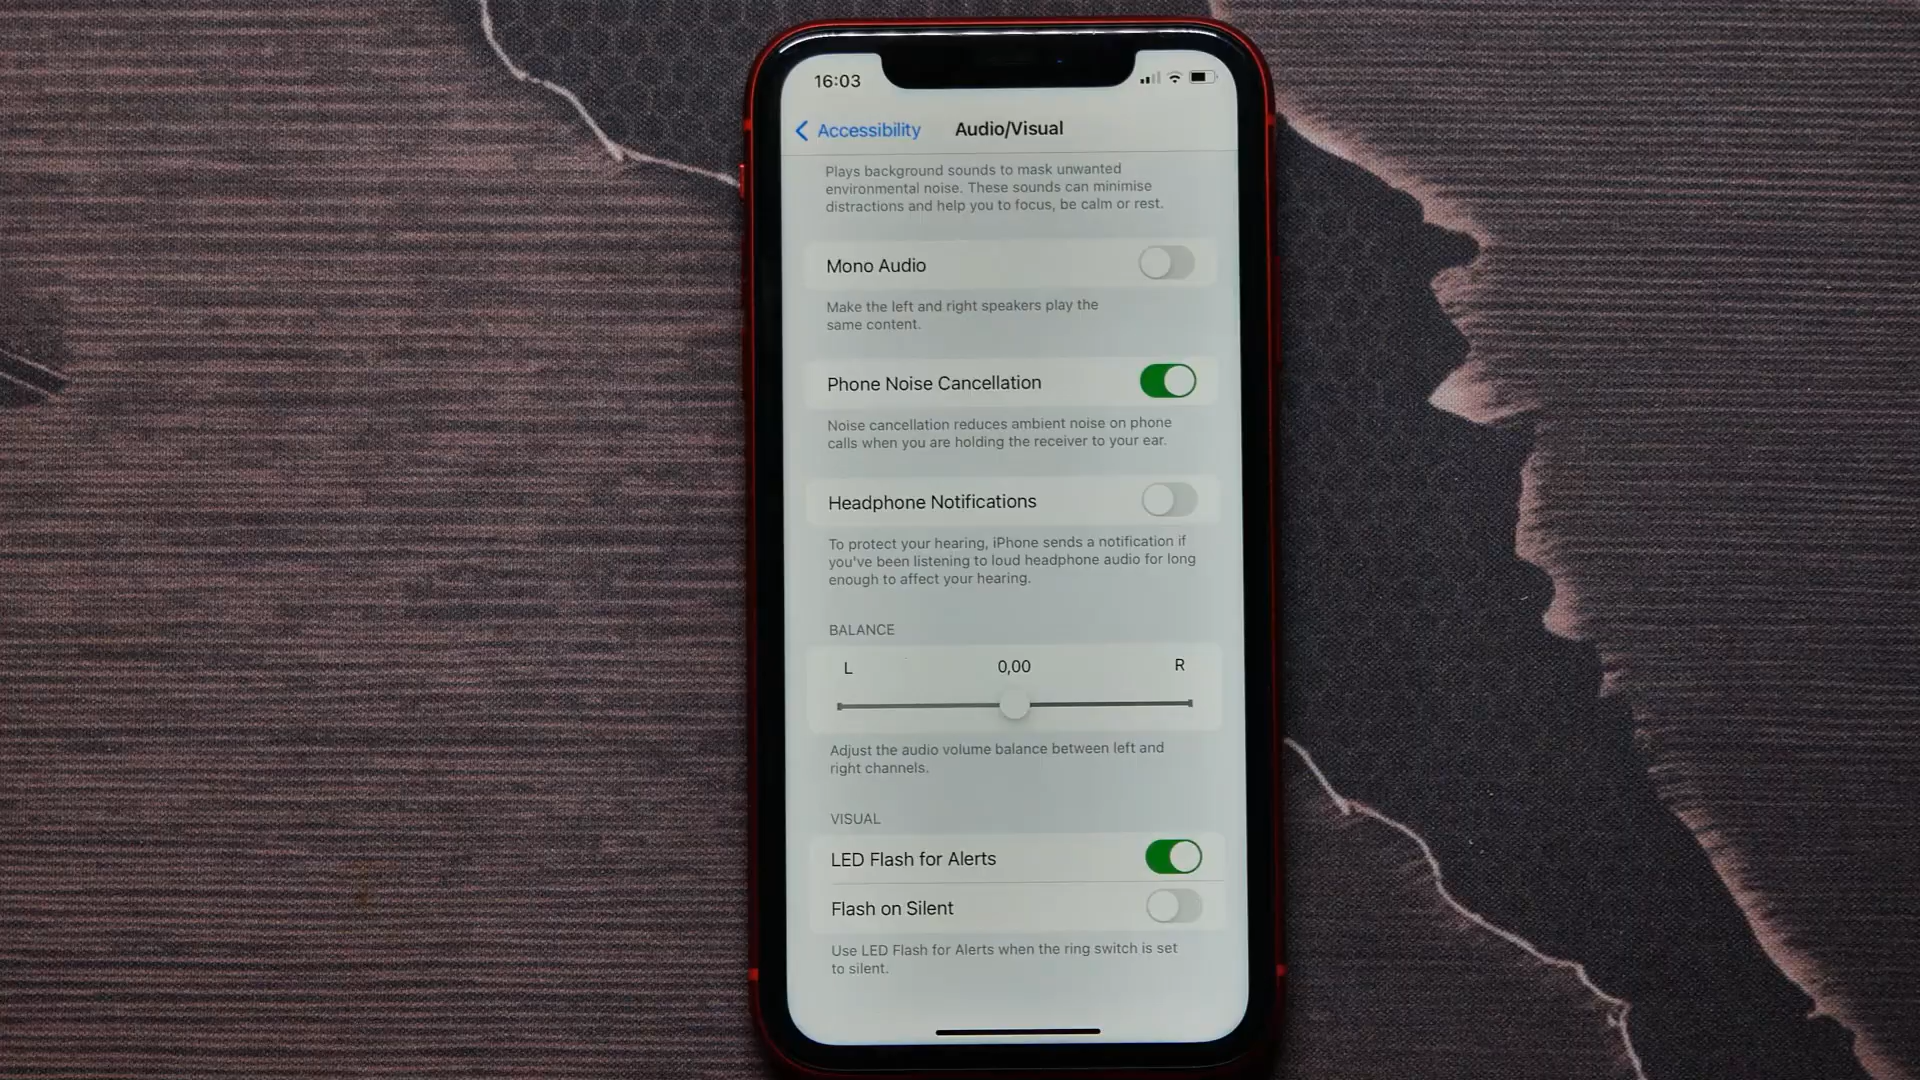 16:03
Accessibility Audio/Visual
Plays background sounds to mask unwanted
environmental noise. These sounds can minimise
distractions and help you to focus, be calm or rest.
Mono Audio
Make the left and right speakers play the
same content.
Phone Noise Cancellation
Noise cancellation reduces ambient noise on phone
calls when you are holding the receiver to your ear.
Headphone Notifications
To protect your hearing, iPhone sends a notification if
you've been listening to loud headphone audio for long
enough to affect your hearing.
BALANCE
L 0,00 R
Adjust the audio volume balance between left and
right channels.
VISUAL
LED Flash for Alerts
Flash on Silent
Use LED Flash for Alerts when the ring switch is set
to silent.